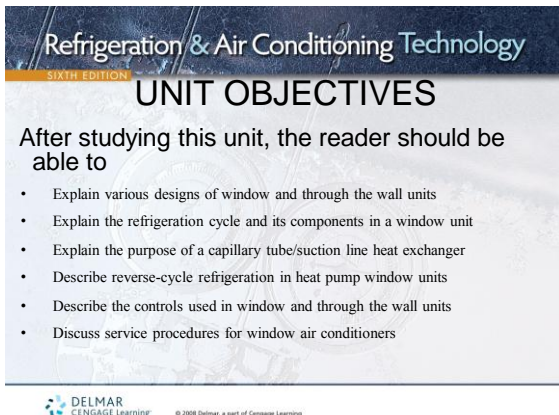 Refrigeration & Air Conditioning Technology
SIXTH EDITION
UNIT OBJECTIVES
After studying this unit, the reader should be
able to
• Explain various designs of window and through the wall units
• Explain the refrigeration cycle and its components in a window unit
• Explain the purpose of a capillary tube/suction line heat exchanger
• Describe reverse-cycle refrigeration in heat pump window units
• Describe the controls used in window and through the wall units
• Discuss service procedures for window air conditioners
DELMAR
CENGAGE Learning
© 2008 Delmar, a part of Cengage Learning